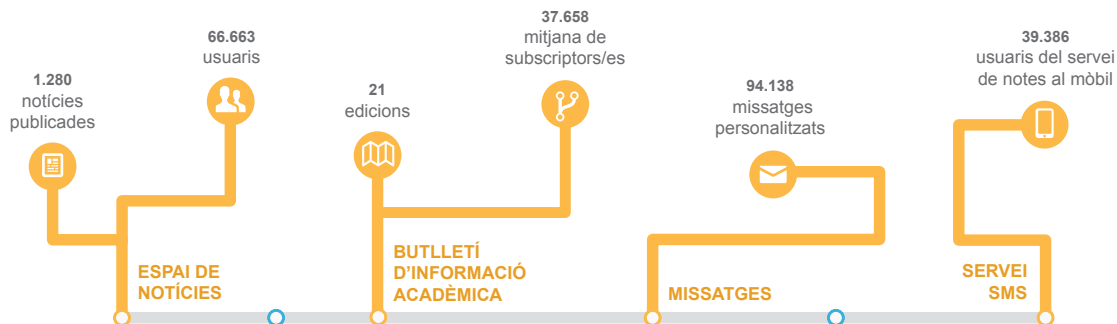 1.280
notícies
publicades
66.663
usuaris
ESPAI DE
NOTÍCIES
21
edicions
37.658
mitjana de
subscriptors/es
BUTLLETÍ
D’INFORMACIÓ
ACADÈMICA
94.138
missatges
personalitzats
MISSATGES
39.386
usuaris del servei
de notes al mòbil
SERVEI
SMS